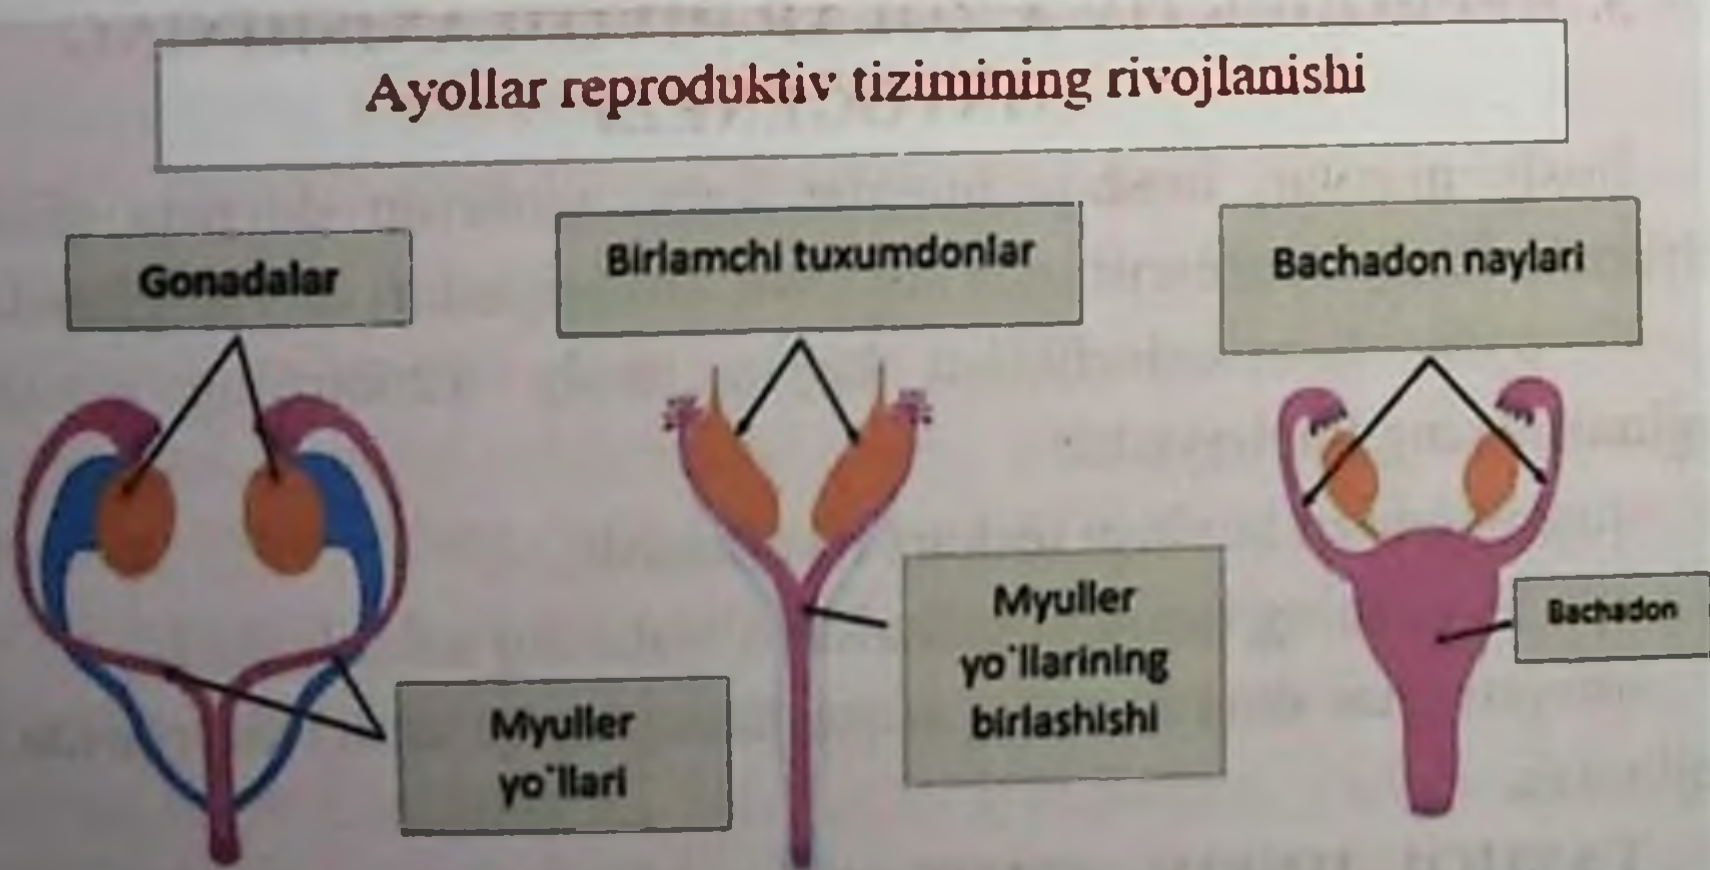 Ayollar reproduktiv tizimining rivojlanishi
Gonadalar
Birlamchi tuxumdonlar
Bachadon naylari
Myuller
yo`llarining
birlashishi
Bachadon
Myuller
yo`llari